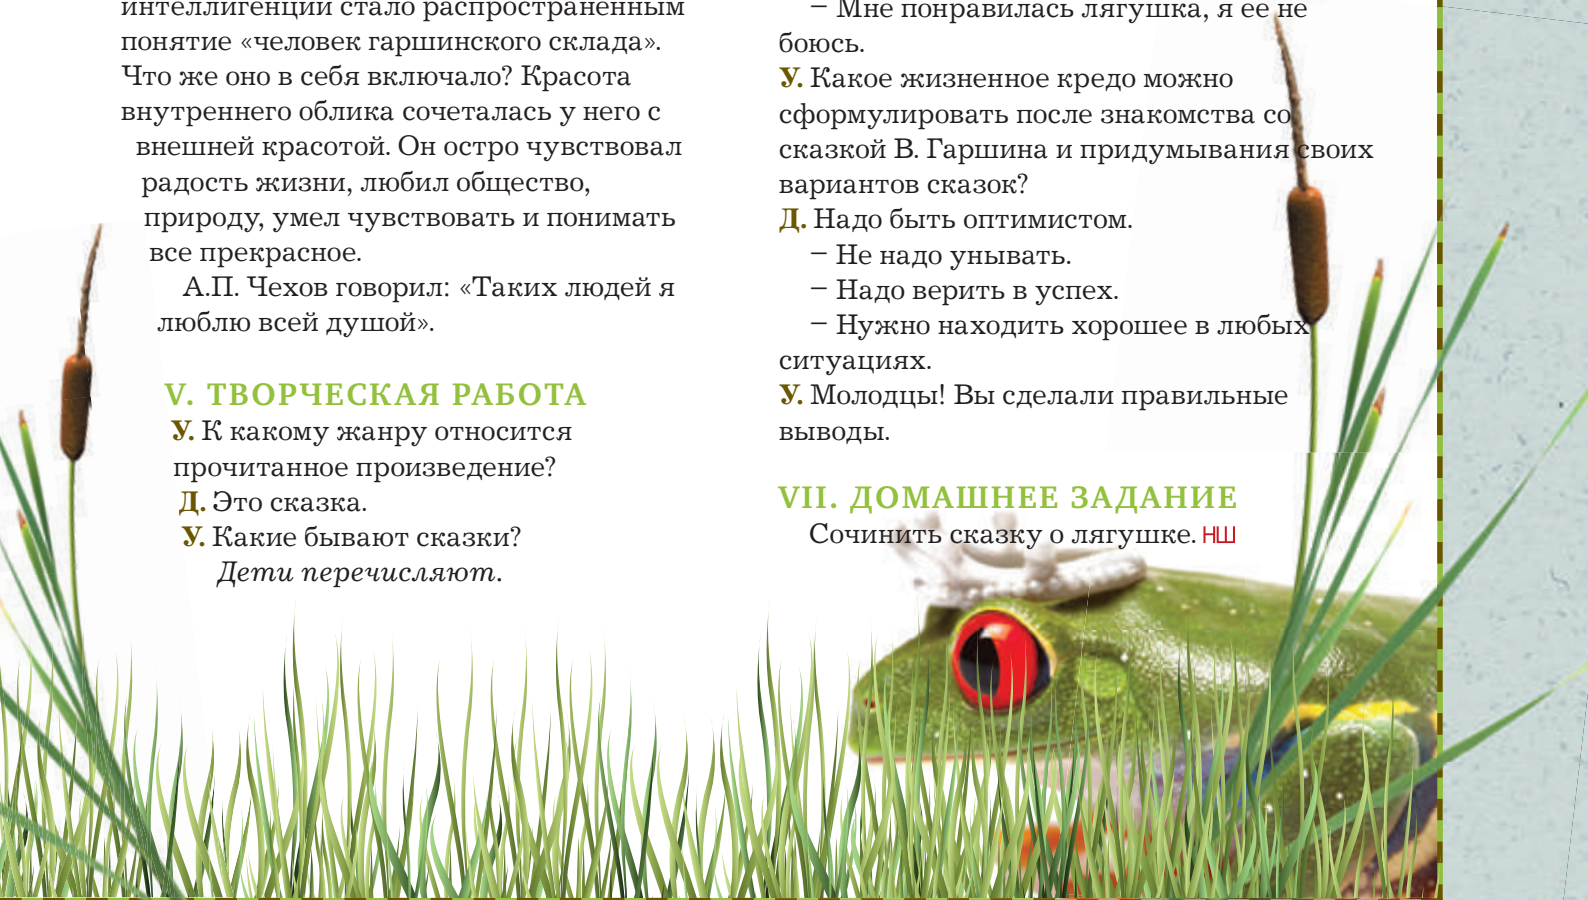 интеллигенции стало распространенным
понятие «человек гаршинского склада».
Что же оно в себя включало? Красота
внутреннего облика сочеталась у него с
внешней красотой. Он остро чувствовал
радость жизни, любил общество,
природу, умел чувствовать и понимать
все прекрасное.
А.П. Чехов говорил: «Таких людей я
люблю всей душой».
V. ТВОРЧЕСКАЯ РАБОТА
У. К какому жанру относится
прочитанное произведение?
Д. Это сказка.
У. Какие бывают сказки?
Дети перечисляют.
– Мне понравилась лягушка, я ее не
боюсь.
У. Какое жизненное кредо можно
сформулировать после знакомства со
сказкой В. Гаршина и придумывания своих
вариантов сказок?
Д. Надо быть оптимистом.
– Не надо унывать.
– Надо верить в успех.
– Нужно находить хорошее в любых
ситуациях.
У. Молодцы! Вы сделали правильные
выводы.
VII. ДОМАШНЕЕ ЗАДАНИЕ
Сочинить сказку о лягушке. НШ